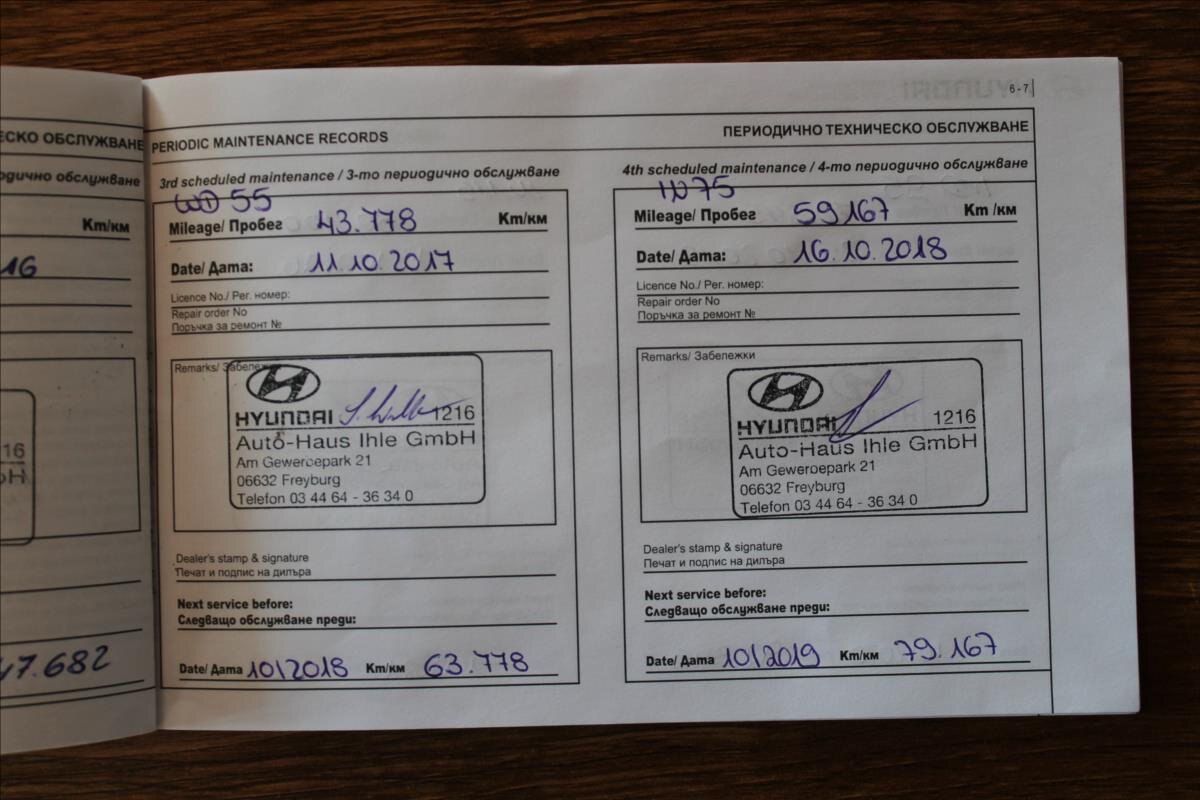 6-7
ЕСКО ОБСЛУЖВАНЕ
одично обслужване
Km/км
16
16
bH
47.682
PERIODIC MAINTENANCE RECORDS
3rd scheduled maintenance / 3-то периодично обслужване
55
Mileage/ Пробег 43.778 Km/км
Date/ Дата: 11.10.2017
Licence No./ Рег. номер:
Repair order No
Поръчка за ремонт №
Remarks/ Забележки
HYUNDAI 1216
Auto-Haus Ihle GmbH
Am Geweroepark 21
06632 Freyburg
Telefon 03 44 64 - 36 34 0
Dealer's stamp & signature
Печат и подпис на дилъра
Next service before:
Следващо обслужване преди:
Date/ Дата 10/2018 Km/км 63.778
ПЕРИОДИЧНО ТЕХНИЧЕСКО ОБСЛУЖВАНЕ
4th scheduled maintenance / 4-то периодично обслужване
75
Mileage/ Пробег 59.167 Km /км
Date/ Дата: 16.10.2018
Licence No./ Рег. номер:
Repair order No
Поръчка за ремонт №
Remarks/ Забележки
HYUNDAI 1216
Auto-Haus Ihle GmbH
Am Geweroepark 21
06632 Freyburg
Telefon 03 44 64 - 36 34 0
Dealer's stamp & signature
Печат и подпис на дилъра
Next service before:
Следващо обслужване преди:
Date/ Дата 10/2019 Km/км 79.167